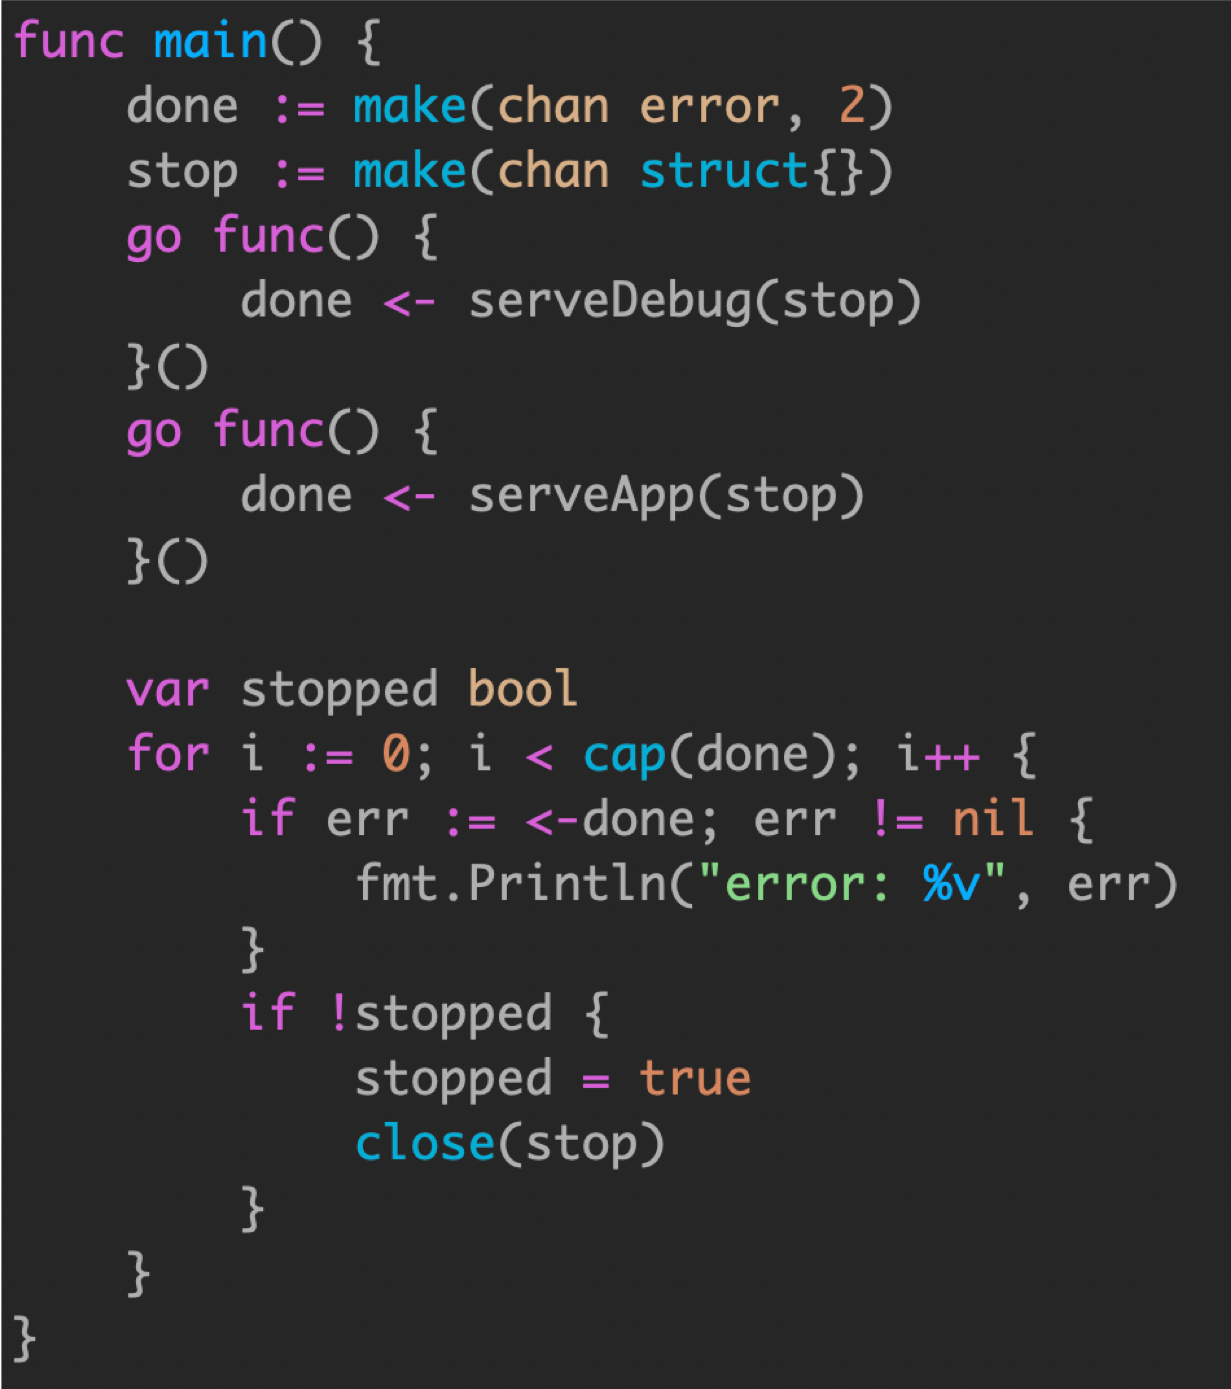 func main() {
    done := make(chan error, 2)
    stop := make(chan struct{})
    go func() {
        done <- serveDebug(stop)
    }()
    go func() {
        done <- serveApp(stop)
    }()

    var stopped bool
    for i := 0; i < cap(done); i++ {
        if err := <-done; err != nil {
            fmt.Println("error: %v", err)
        }
        if !stopped {
            stopped = true
            close(stop)
        }
    }
}